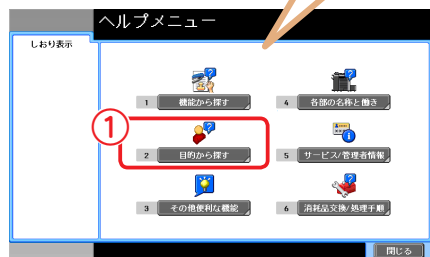 ヘルプメニュー
しおり表示
1 機能から探す
4 各部の名称と働き
①
2 目的から探す
5 サービス/管理者情報
3 その他便利な機能
6 消耗品交換/処理手順
閉じる